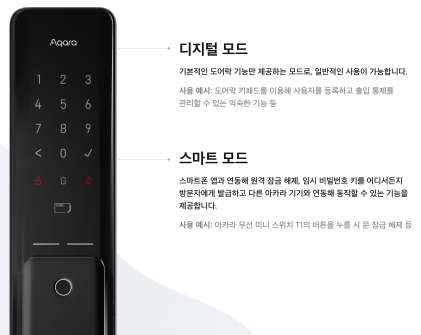 Aqara
디지털 모드
기본적인 도어락 기능만 제공하는 모드로, 일반적인 사용이 가능합니다.
사용 예시: 도어락 키패드를 이용해 사용자를 등록하고 출입 통제를
관리할 수 있는 익숙한 기능 등
1 2 3
4 5 6
7 8 9
< 0 ✓
스마트 모드
스마트폰 앱과 연동해 원격 잠금 해제, 임시 비밀번호 키를 어디서든지
방문자에게 발급하고 다른 아카라 기기와 연동해 동작할 수 있는 기능을
제공합니다.
사용 예시: 아카라 무선 미니 스위치 T1의 버튼을 누를 시 문 잠금 해제 등